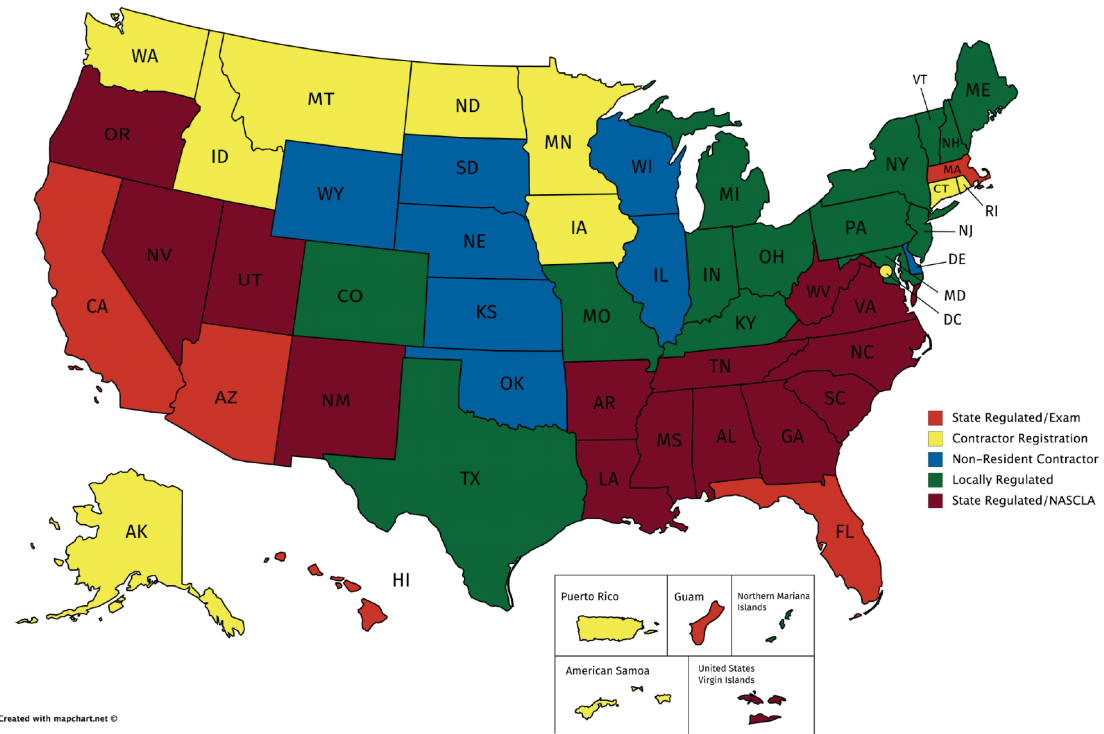 WA
MT
ND
MN
OR
ID
WY
SD
WI
MI
VT
ME
NH
NY
MA
CT
RI
NV
UT
CO
NE
IA
IL
IN
OH
PA
NJ
DE
MD
DC
CA
KS
MO
KY
WV
VA
AZ
NM
OK
AR
TN
NC
SC
TX
LA
MS
AL
GA
FL
State Regulated/Exam
Contractor Registration
Non-Resident Contractor
Locally Regulated
State Regulated/NASCLA
AK
HI
Puerto Rico
Guam
Northern Mariana
Islands
American Samoa
United States
Virgin Islands
Created with mapchart.net ©